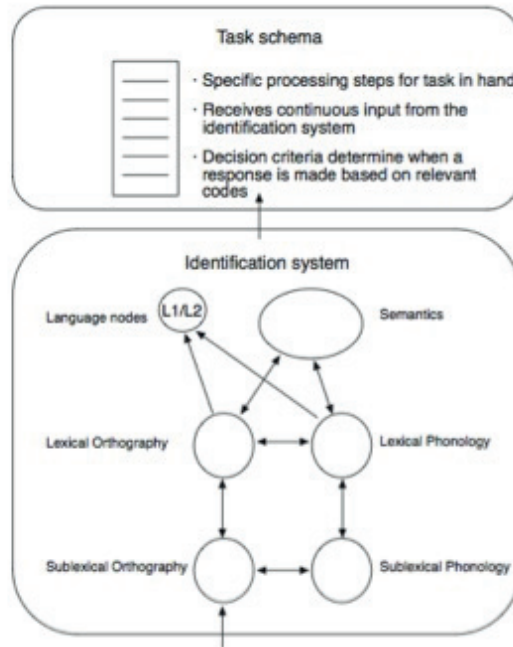 Task schema
· Specific processing steps for task in hand
· Receives continuous input from the
identification system
· Decision criteria determine when a
response is made based on relevant
codes
Identification system
Language nodes
L1/L2
Semantics
Lexical Orthography
Lexical Phonology
Sublexical Orthography
Sublexical Phonology